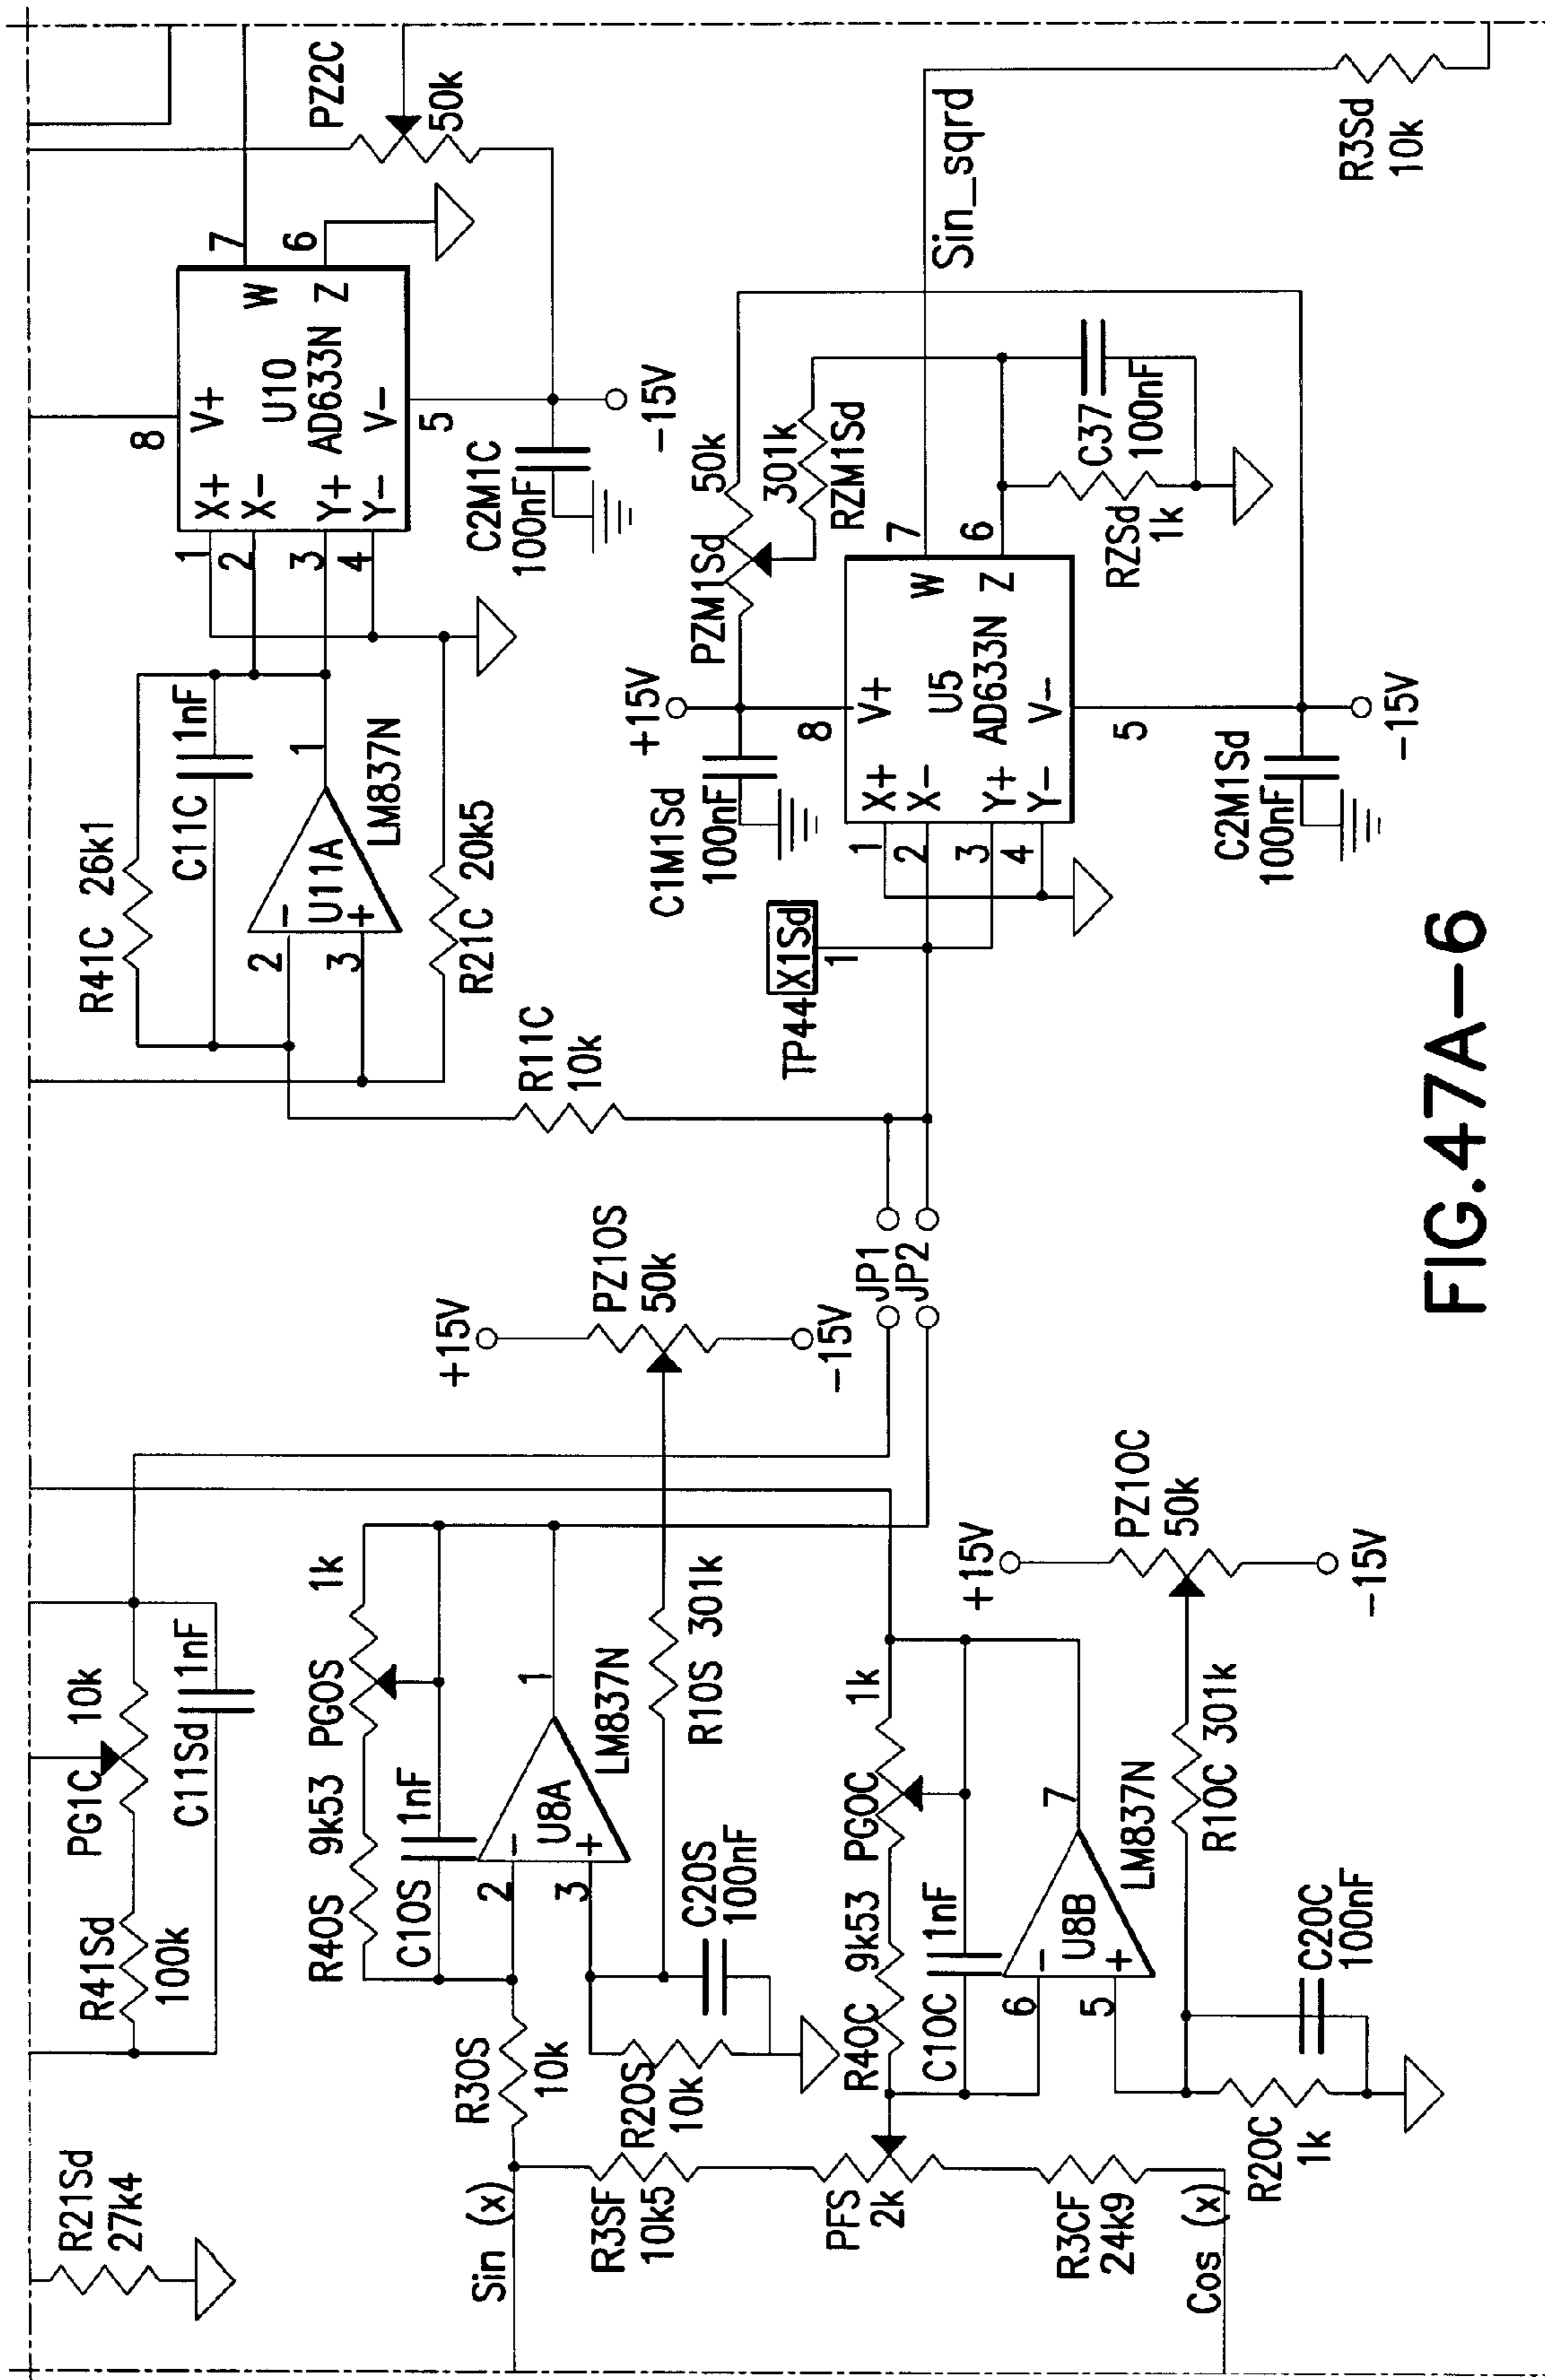 R21Sd
27k4
PG1C 10k
R41Sd
100k
C11Sd 1nF
R40S 9k53 PG0S 1k
C10S 1nF
Sin (x)
R30S
10k
2
3
-
+
U8A
1
LM837N
R3SF
10k5
R20S
10k
C20S
100nF
R10S 301k
+15V
PZ10S
50k
-15V
PFS
2k
R40C 9k53 PG0C 1k
C10C 1nF
6
5
-
+
U8B
7
LM837N
R3CF
24k9
Cos (x)
R20C
1k
C20C
100nF
R10C 301k
+15V
PZ10C
50k
-15V
JP1
JP2
R41C 26k1
C11C 1nF
2
3
-
+
U11A
1
LM837N
R21C 20k5
R11C
10k
1
2
3
4
X+
X-
Y+
Y-
8
V+
U10
AD633N
V-
5
W
Z
7
6
PZ2C
50k
C2M1C
100nF
-15V
TP44
X1Sd
1
C1M1Sd
100nF
+15V
PZM1Sd 50k
301k
RZM1Sd
1
2
3
4
X+
X-
Y+
Y-
8
V+
U5
AD633N
V-
5
W
Z
7
6
Sin_sqrd
RZSd
1k
C37
100nF
C2M1Sd
100nF
-15V
R3Sd
10k
FIG.47A-6